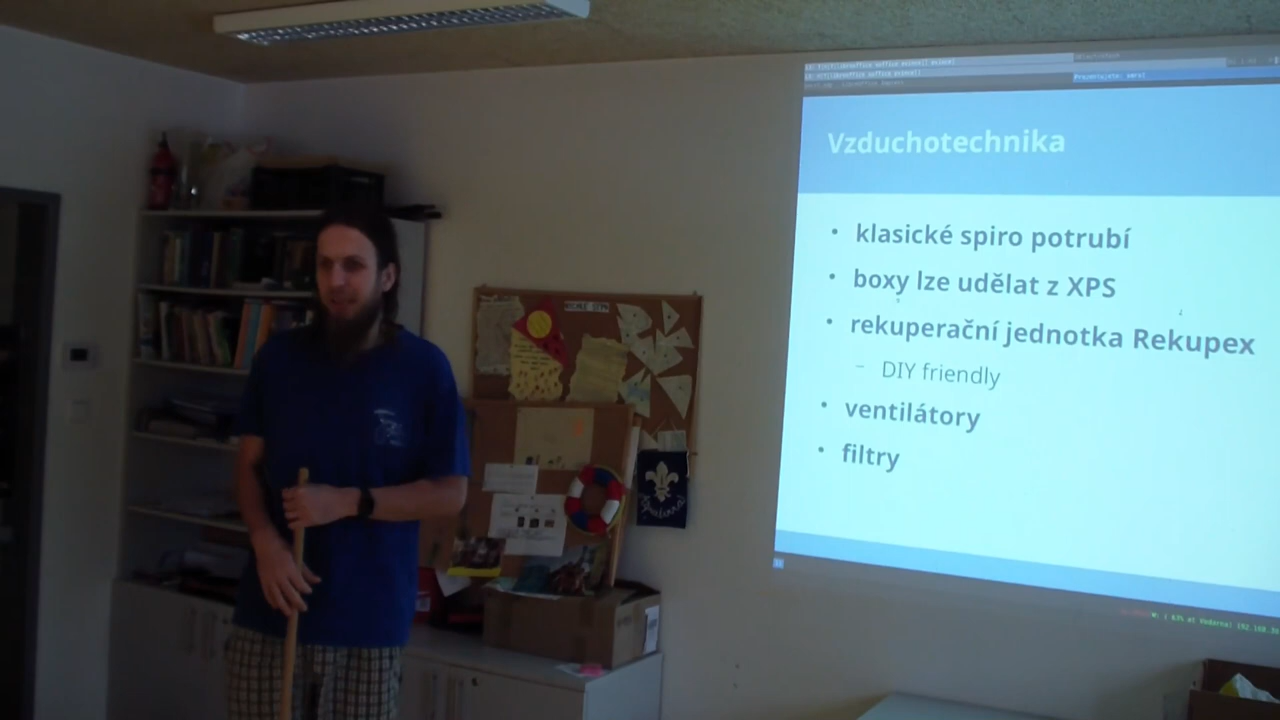 Vzduchotechnika
• klasické spiro potrubí
• boxy lze udělat z XPS
• rekuperační jednotka Rekupex
– DIY friendly
• ventilátory
• filtry